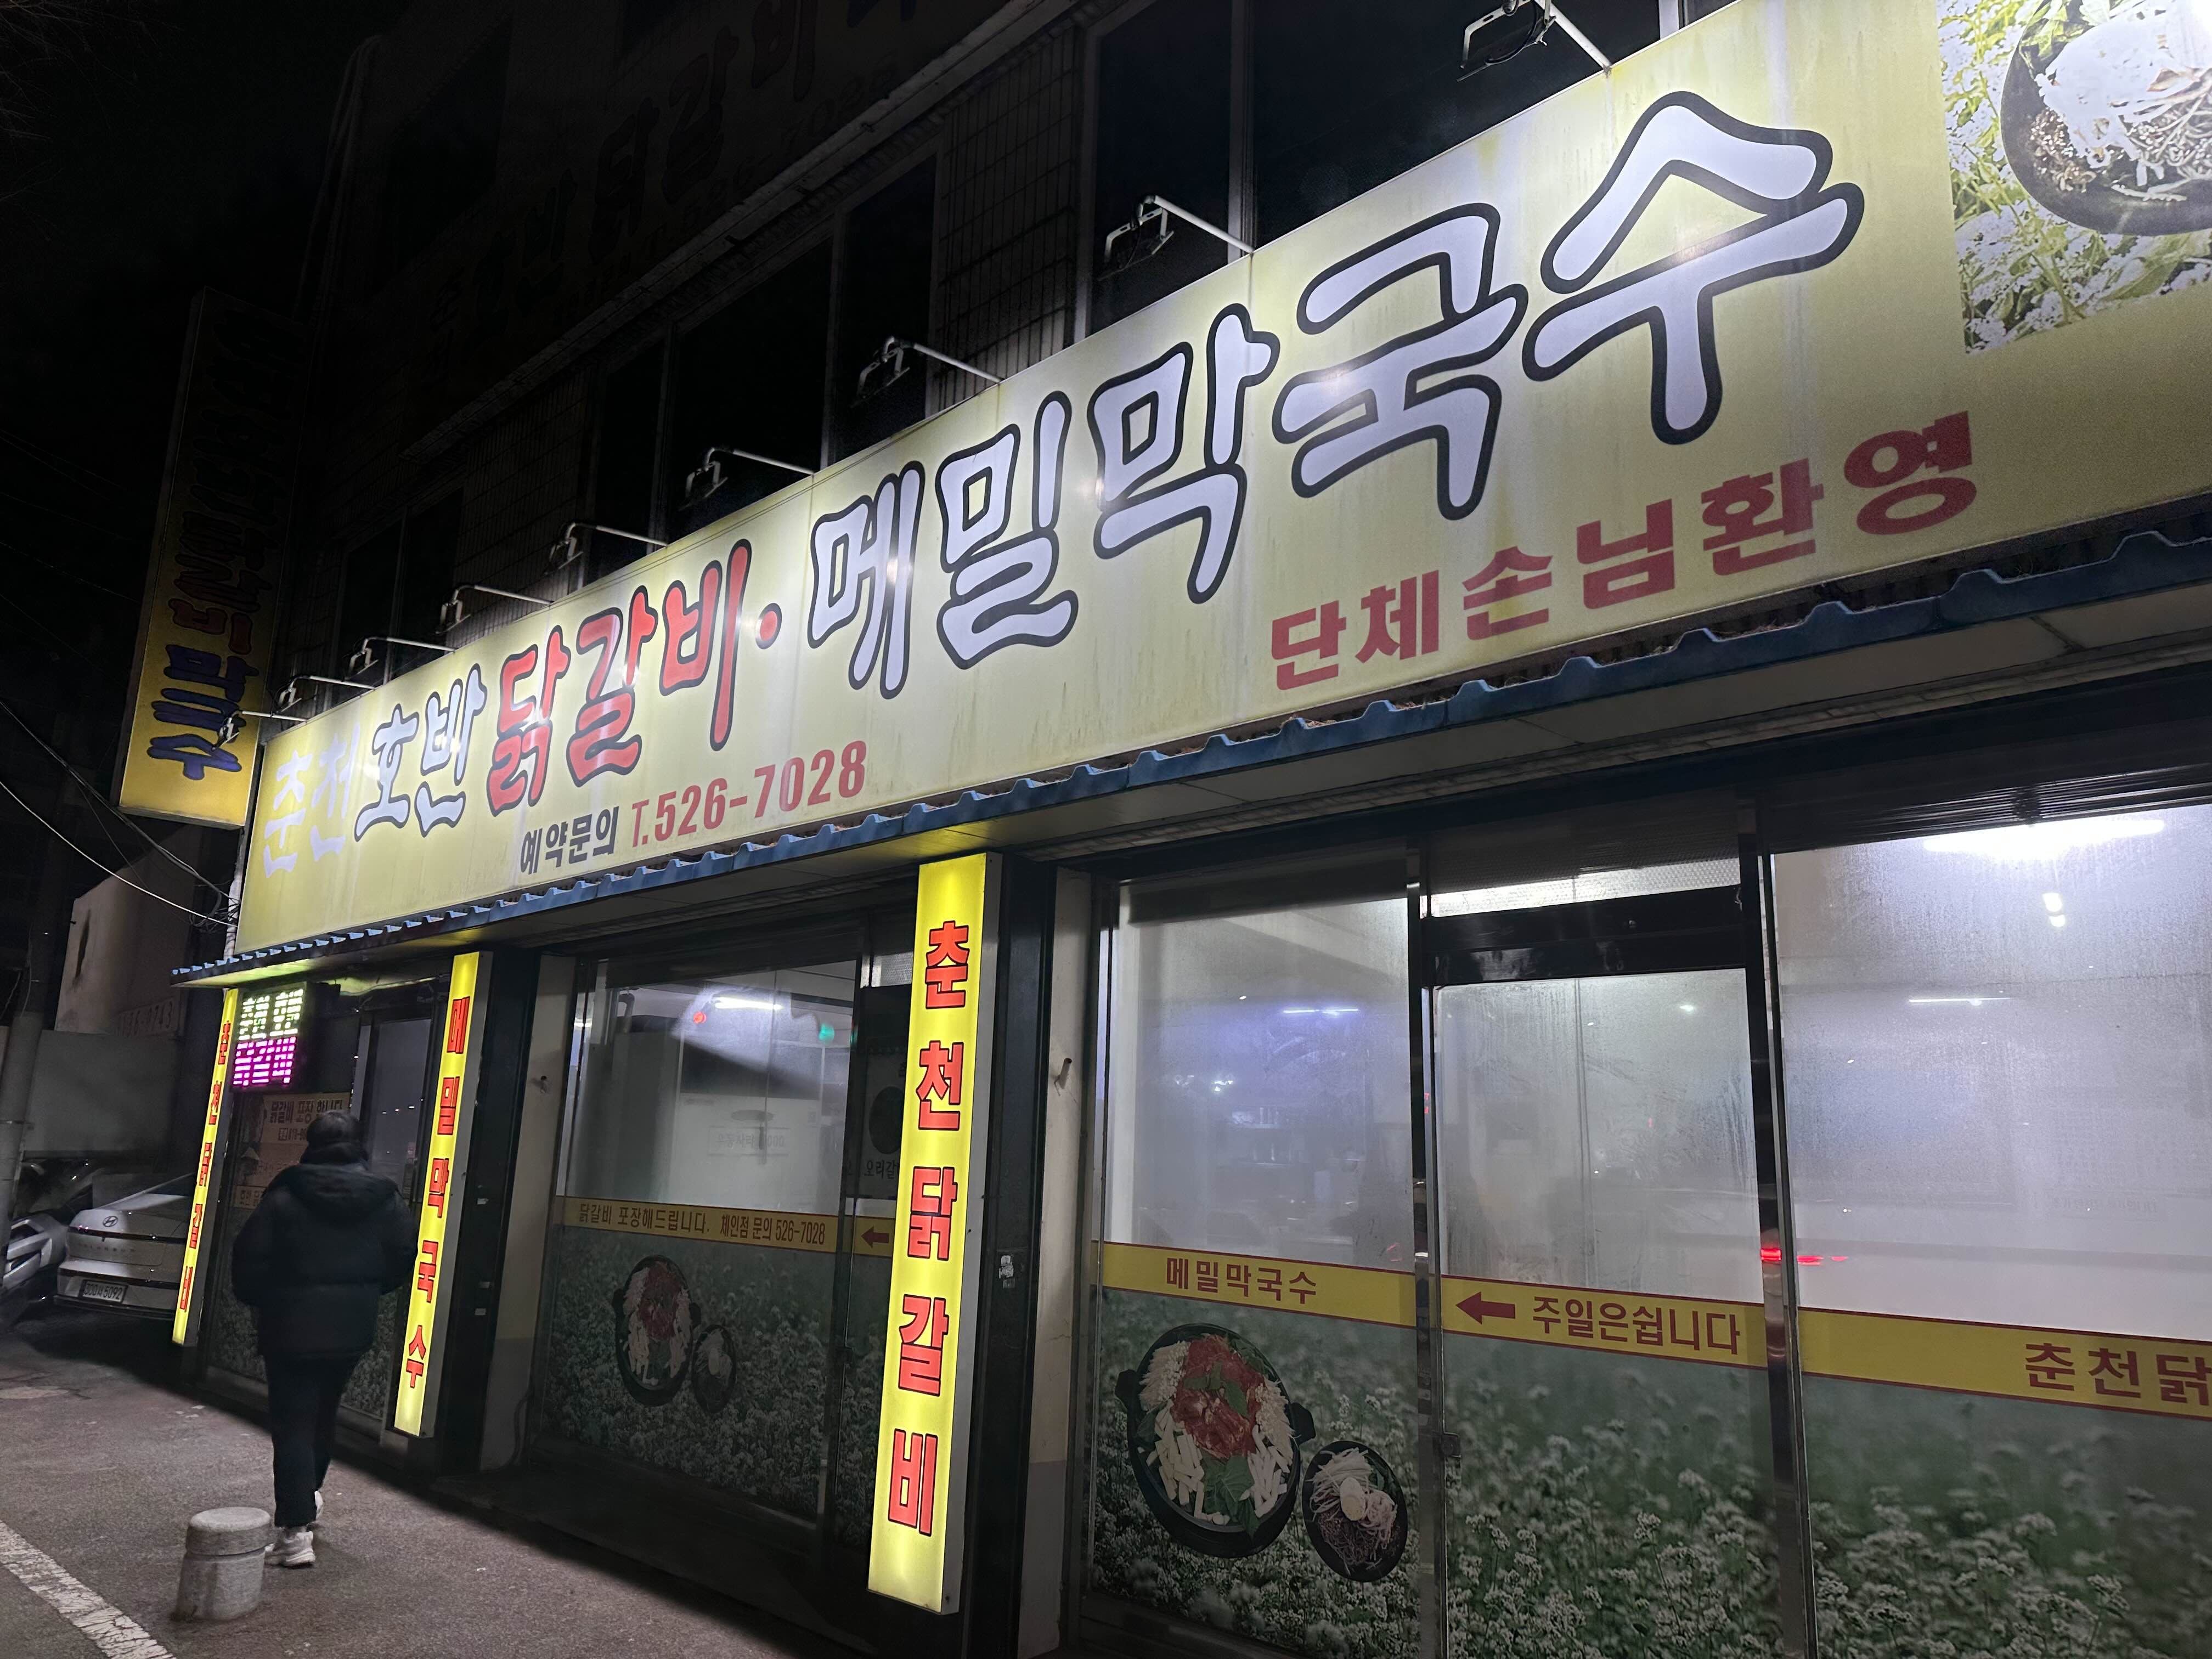 춘천호반닭갈비·메밀막국수
단체손님환영
예약문의 T.526-7028
막국수
춘천닭갈비
메밀막국수
춘천닭갈비
닭갈비 포장해드립니다. 체인점 문의 526-7028
메밀막국수
← 주일은쉽니다
춘천닭